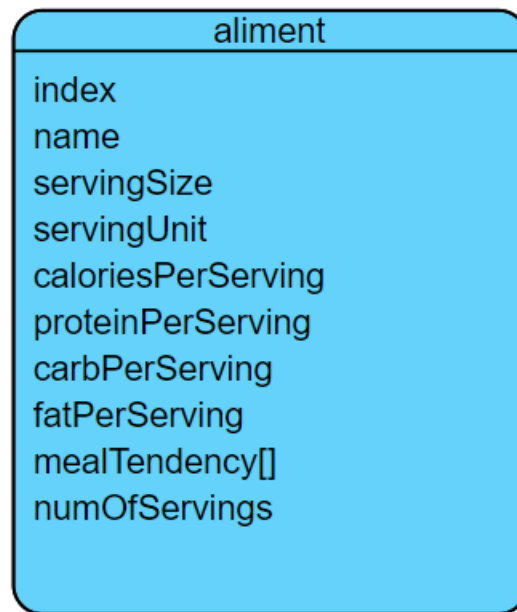 aliment
index
name
servingSize
servingUnit
caloriesPerServing
proteinPerServing
carbPerServing
fatPerServing
mealTendency[]
numOfServings